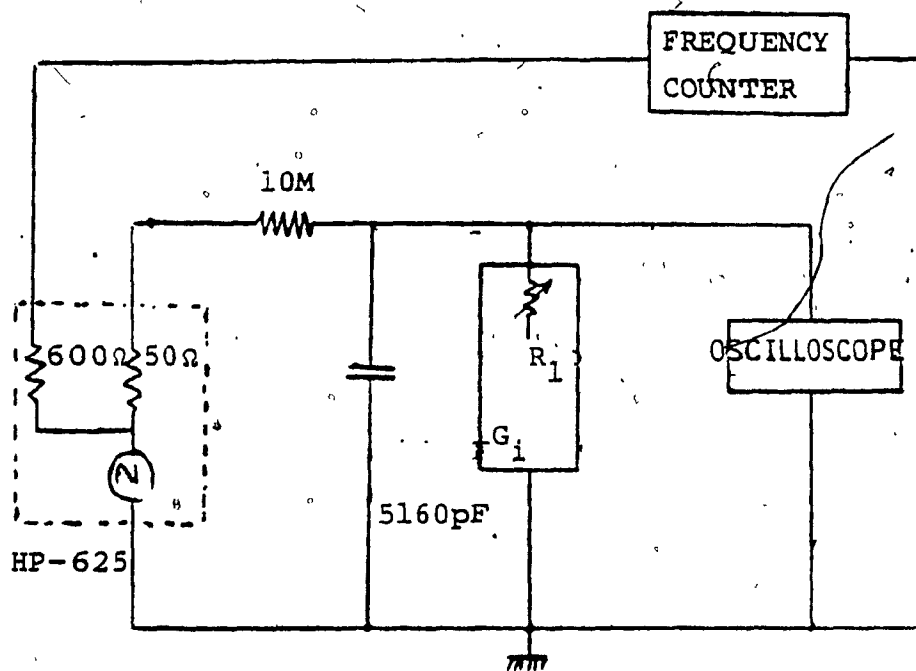 FREQUENCY
COUNTER
10M
600Ω
50Ω
R1
OSCILLOSCOPE
Gi
5160pF
HP-625